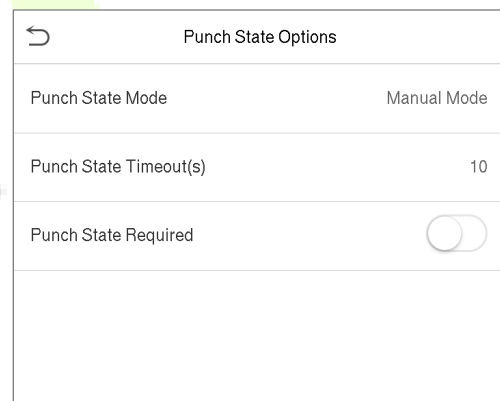 Punch State Options
Punch State Mode Manual Mode
Punch State Timeout(s) 10
Punch State Required